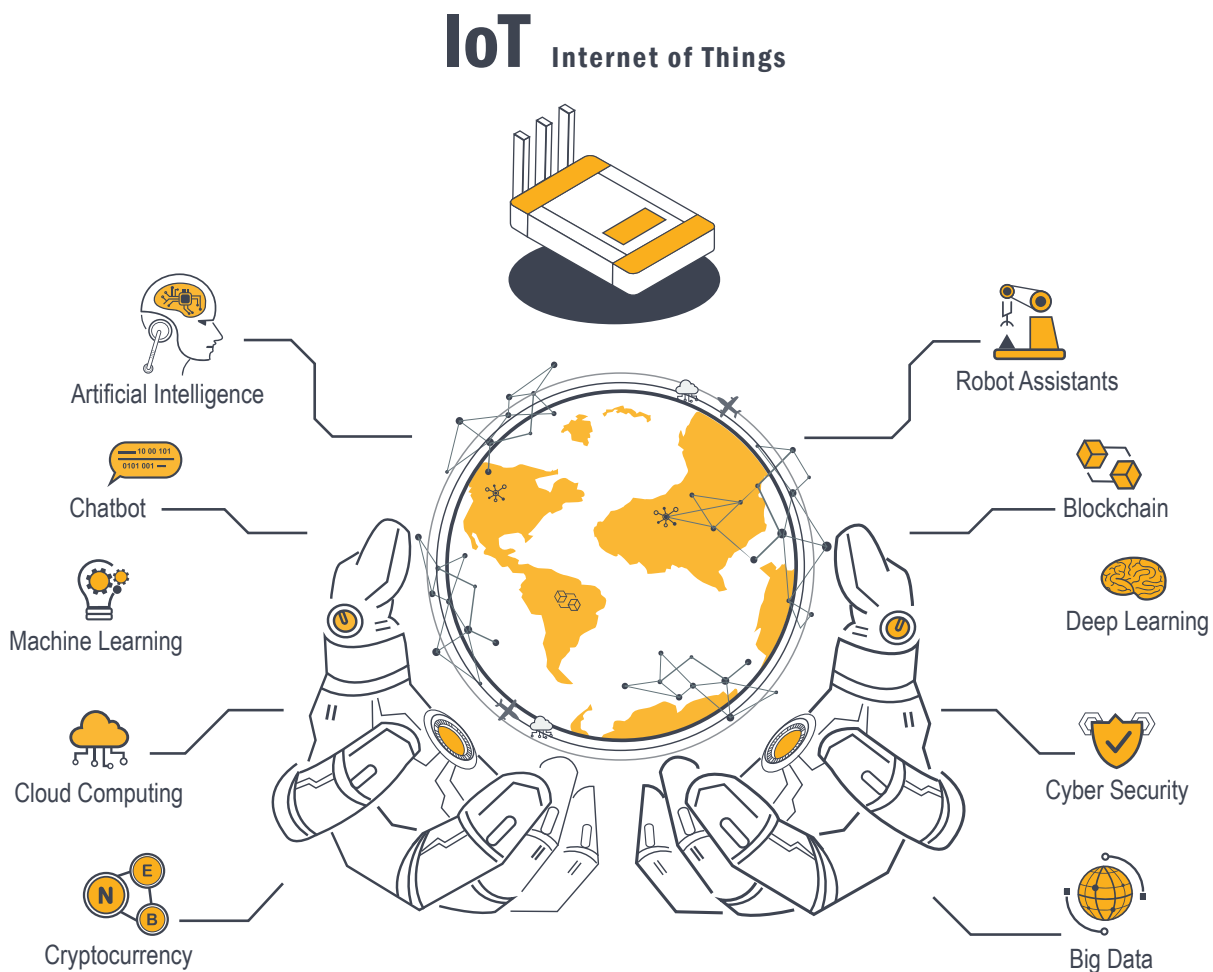 IoT Internet of Things
Artificial Intelligence
Robot Assistants
10 00 101
0101 001
Chatbot
Blockchain
Machine Learning
Deep Learning
Cloud Computing
Cyber Security
E
N
B
Cryptocurrency
Big Data